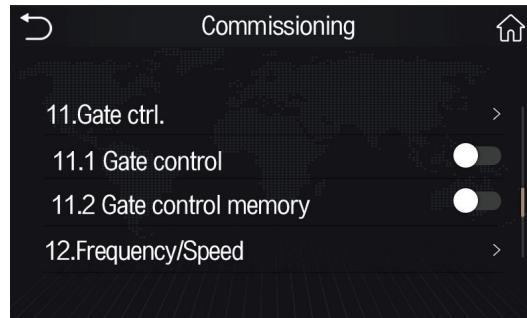 Commissioning
11.Gate ctrl.
11.1 Gate control
11.2 Gate control memory
12.Frequency/Speed